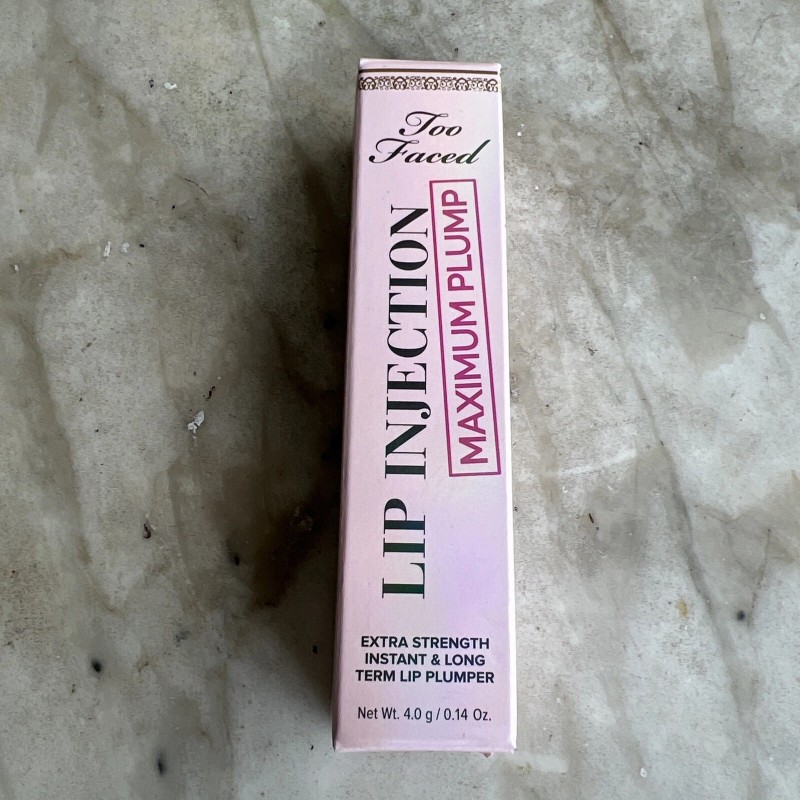 Too
Faced
LIP INJECTION
MAXIMUM PLUMP
EXTRA STRENGTH
INSTANT & LONG
TERM LIP PLUMPER
Net Wt. 4.0 g / 0.14 Oz.